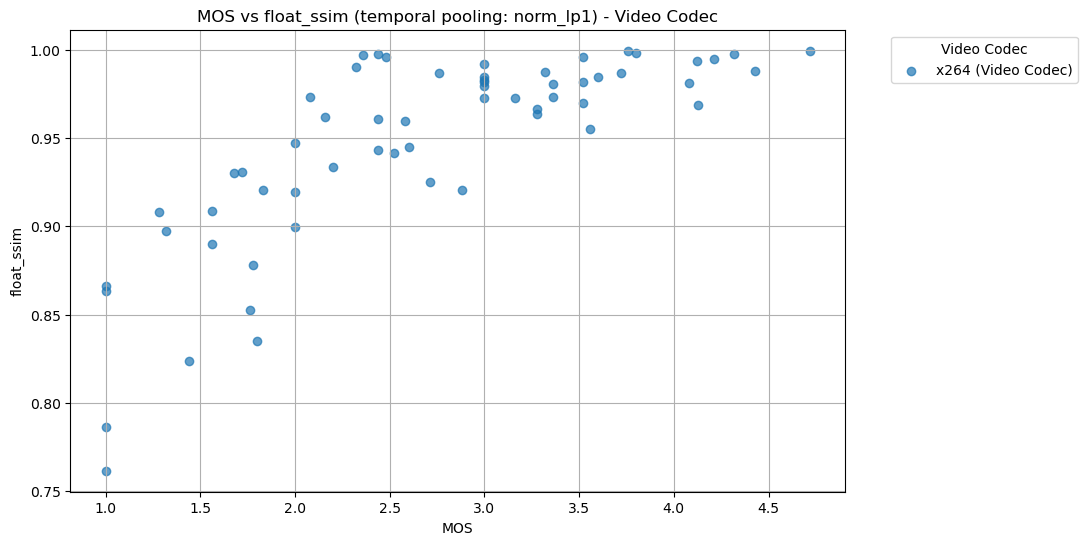 MOS vs float_ssim (temporal pooling: norm_lp1) - Video Codec
Video Codec
x264 (Video Codec)
float_ssim
1.00
0.95
0.90
0.85
0.80
0.75
1.0 1.5 2.0 2.5 3.0 3.5 4.0 4.5
MOS